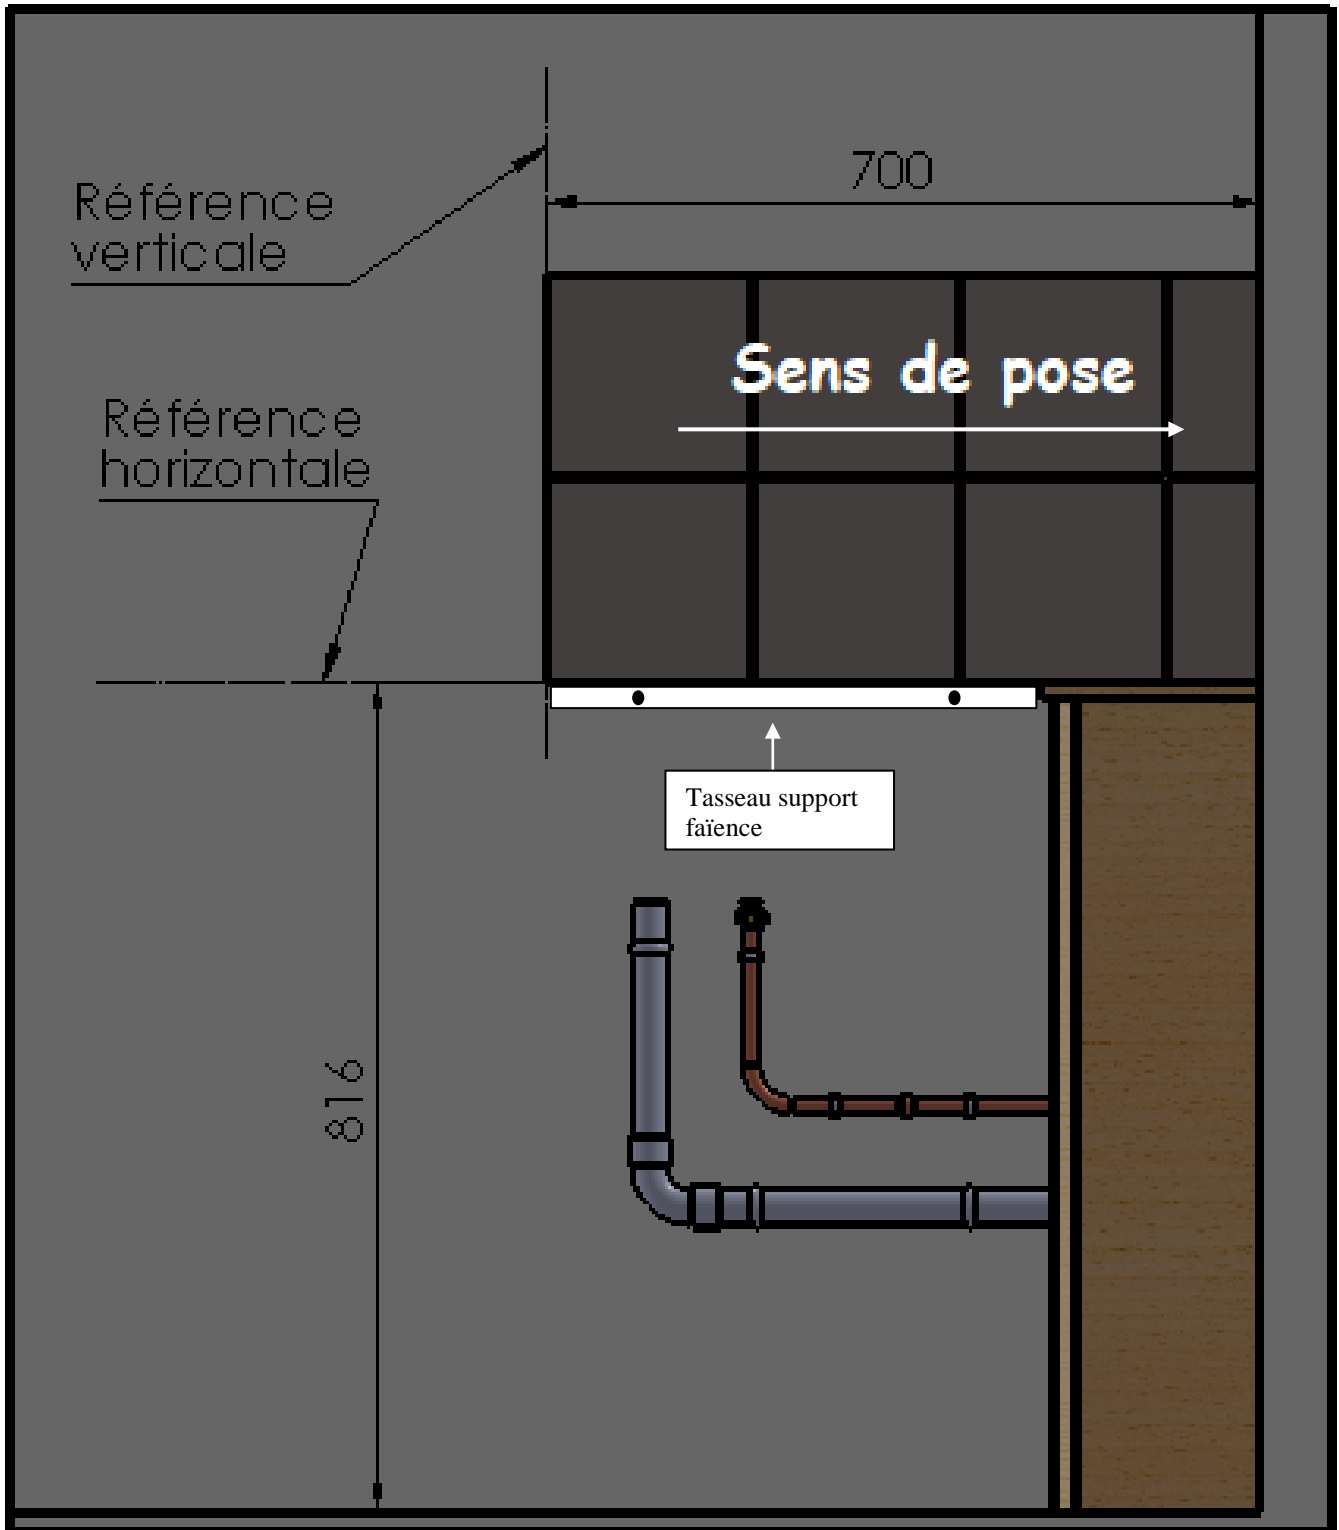 700
Référence
verticale
Sens de pose
Référence
horizontale
Tasseau support
faïence
816